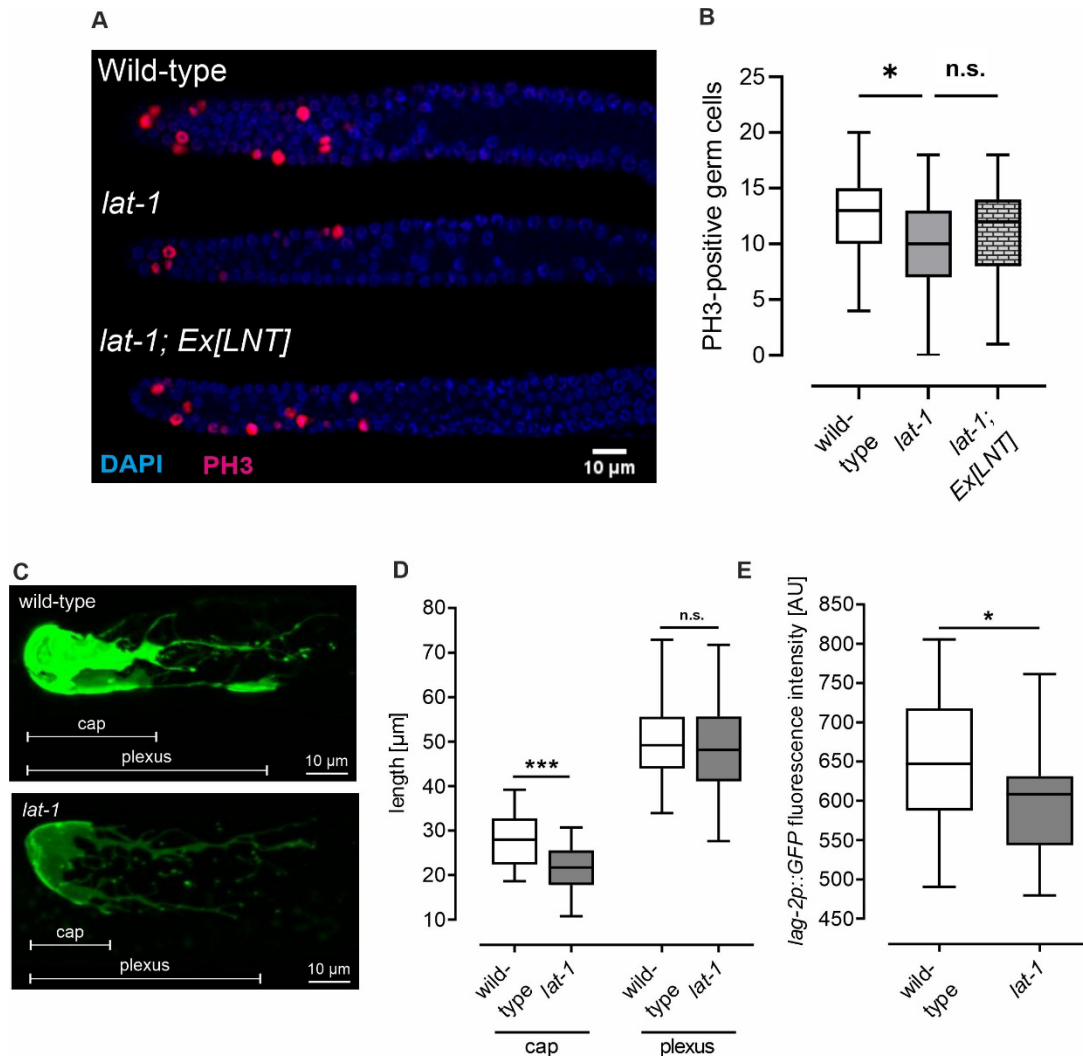 A
Wild-type
lat-1
lat-1; Ex[LNT]
DAPI PH3
10 µm
B
* n.s.
PH3-positive germ cells
25
20
15
10
5
0
wild-
type
lat-1
lat-1;
Ex[LNT]
C
wild-type
cap
plexus
10 µm
lat-1
cap
plexus
10 µm
D
length [µm]
80
70
60
50
40
30
20
10
***
n.s.
wild-
type
lat-1
wild-
type
lat-1
cap
plexus
E
lag-2p::GFP fluorescence intensity [AU]
850
800
750
700
650
600
550
500
450
*
wild-
type
lat-1